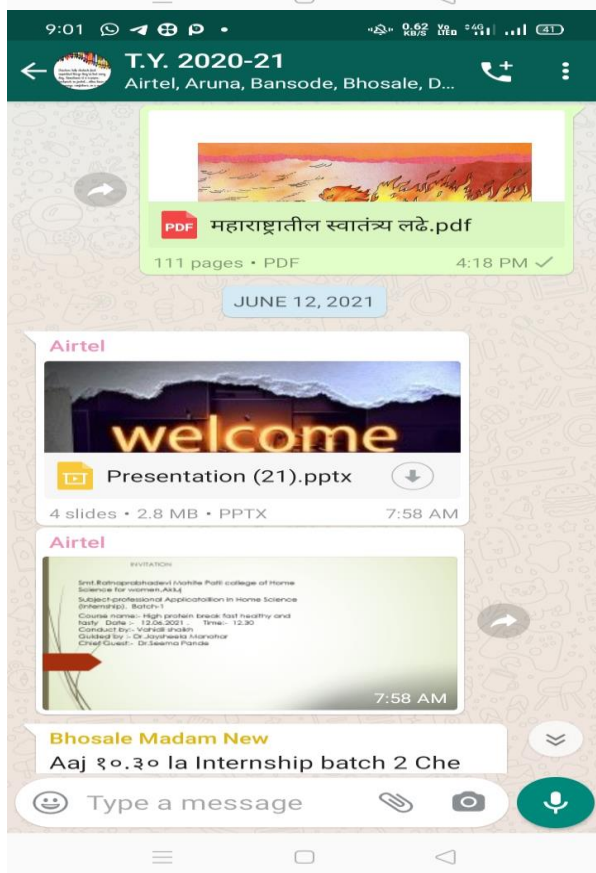 9:01
0.62 KB/S
4G
41
T.Y. 2020-21
Airtel, Aruna, Bansode, Bhosale, D...
PDF
महाराष्ट्रातील स्वातंत्र्य लढे.pdf
111 pages • PDF 4:18 PM
JUNE 12, 2021
Airtel
welcome
Presentation (21).pptx
4 slides • 2.8 MB • PPTX 7:58 AM
Airtel
INVITATION
Smt.Ratnaprabhadevi Mohite Patil college of Home
Science for women,Akluj
Subject-professional Applicatoiion in Home Science
(Internship). Batch-1
Course name:- High protein break fast healthy and
tasty Date :- 12.06.2021 .. Time:- 12.30
Conduct by:- Vahidi shaikh
Guided by :- Dr.Jaysheela Manohar
Chief Guest:- Dr.Seema Pande
7:58 AM
Bhosale Madam New
Aaj १०.३० la Internship batch 2 Che
Type a message